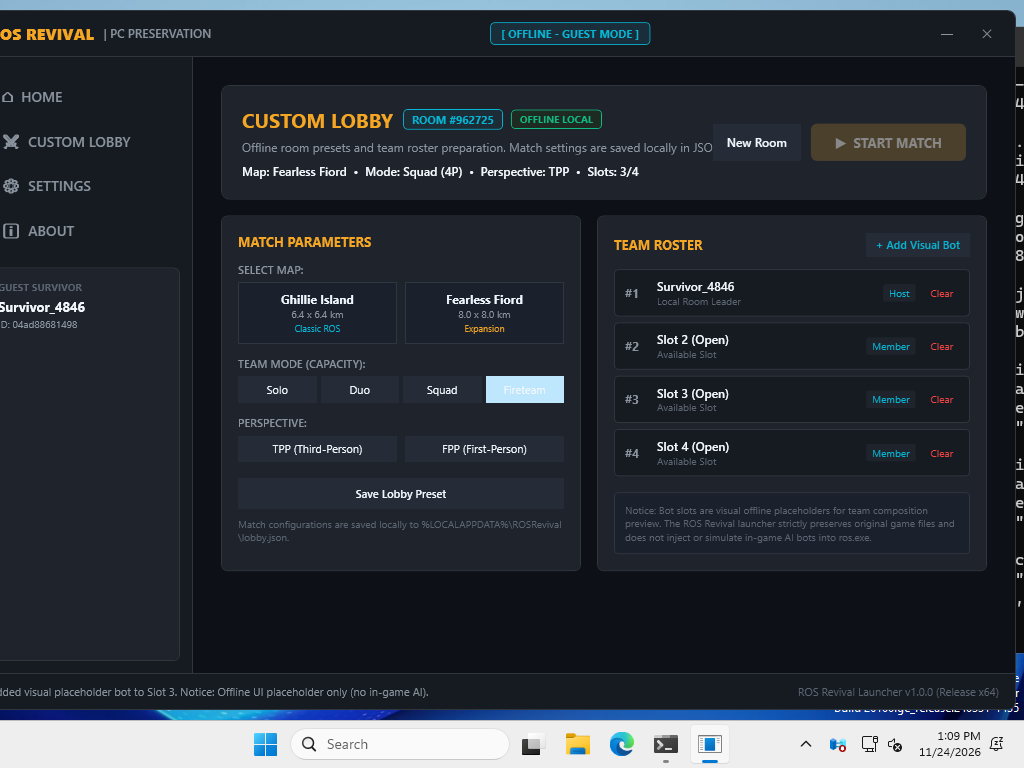 OS REVIVAL | PC PRESERVATION
[ OFFLINE - GUEST MODE ]
HOME
CUSTOM LOBBY
SETTINGS
ABOUT
GUEST SURVIVOR
Survivor_4846
D: 04ad88681498
CUSTOM LOBBY
ROOM #962725
OFFLINE LOCAL
Offline room presets and team roster preparation. Match settings are saved locally in JSO
Map: Fearless Fiord • Mode: Squad (4P) • Perspective: TPP • Slots: 3/4
New Room
START MATCH
MATCH PARAMETERS
SELECT MAP:
Ghillie Island
6.4 x 6.4 km
Classic ROS
Fearless Fiord
8.0 x 8.0 km
Expansion
TEAM MODE (CAPACITY):
Solo Duo Squad Fireteam
PERSPECTIVE:
TPP (Third-Person) FPP (First-Person)
Save Lobby Preset
Match configurations are saved locally to %LOCALAPPDATA%\ROSRevival
\lobby.json.
TEAM ROSTER
+ Add Visual Bot
#1 Survivor_4846 Host Clear
Local Room Leader
#2 Slot 2 (Open) Member Clear
Available Slot
#3 Slot 3 (Open) Member Clear
Available Slot
#4 Slot 4 (Open) Member Clear
Available Slot
Notice: Bot slots are visual offline placeholders for team composition
preview. The ROS Revival launcher strictly preserves original game files and
does not inject or simulate in-game AI bots into ros.exe.
dded visual placeholder bot to Slot 3. Notice: Offline UI placeholder only (no in-game AI).
ROS Revival Launcher v1.0.0 (Release x64)
Search
1:09 PM
11/24/2026